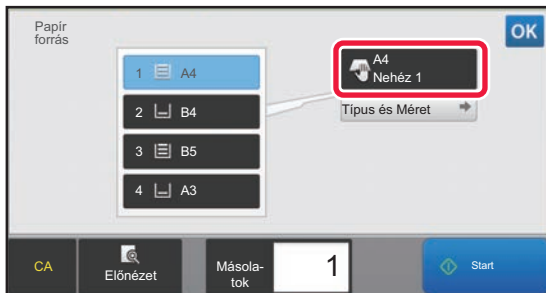 Papír
forrás
OK
1 A4
2 B4
3 B5
4 A3
A4
Nehéz 1
Típus és Méret
CA
Előnézet
Másola-
tok
1
Start